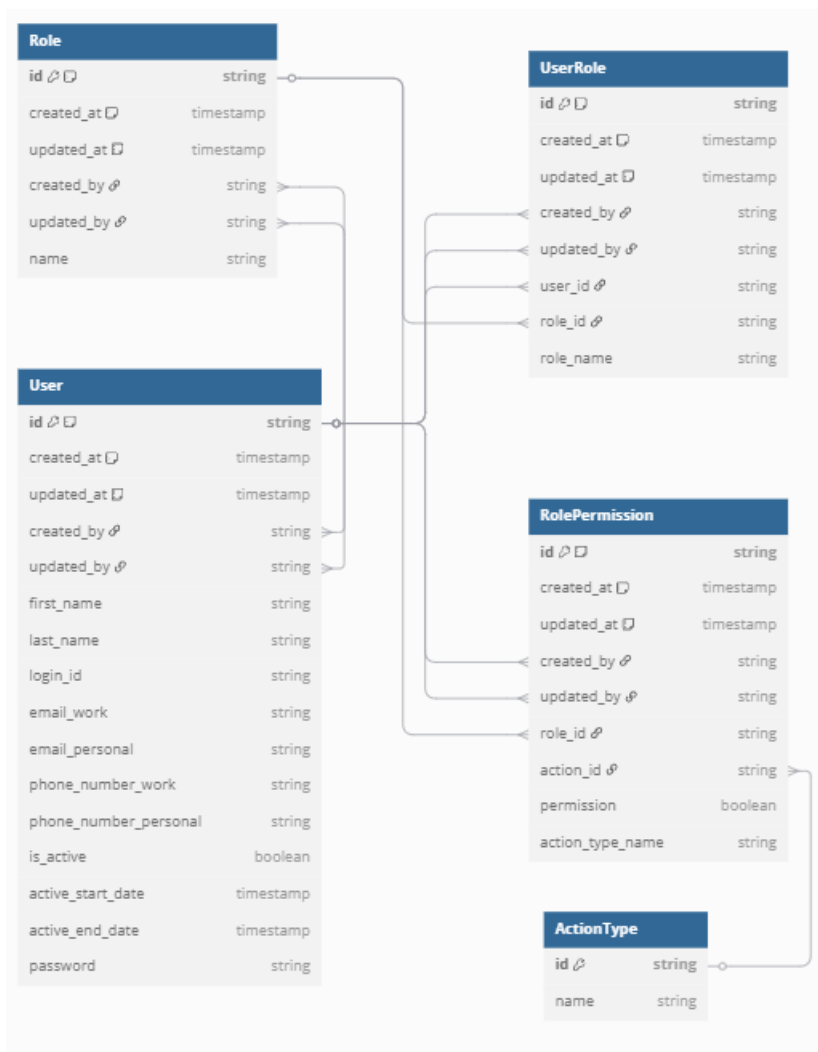 Role
id string
created_at timestamp
updated_at timestamp
created_by string
updated_by string
name string
UserRole
id string
created_at timestamp
updated_at timestamp
created_by string
updated_by string
user_id string
role_id string
role_name string
User
id string
created_at timestamp
updated_at timestamp
created_by string
updated_by string
first_name string
last_name string
login_id string
email_work string
email_personal string
phone_number_work string
phone_number_personal string
is_active boolean
active_start_date timestamp
active_end_date timestamp
password string
RolePermission
id string
created_at timestamp
updated_at timestamp
created_by string
updated_by string
role_id string
action_id string
permission boolean
action_type_name string
ActionType
id string
name string